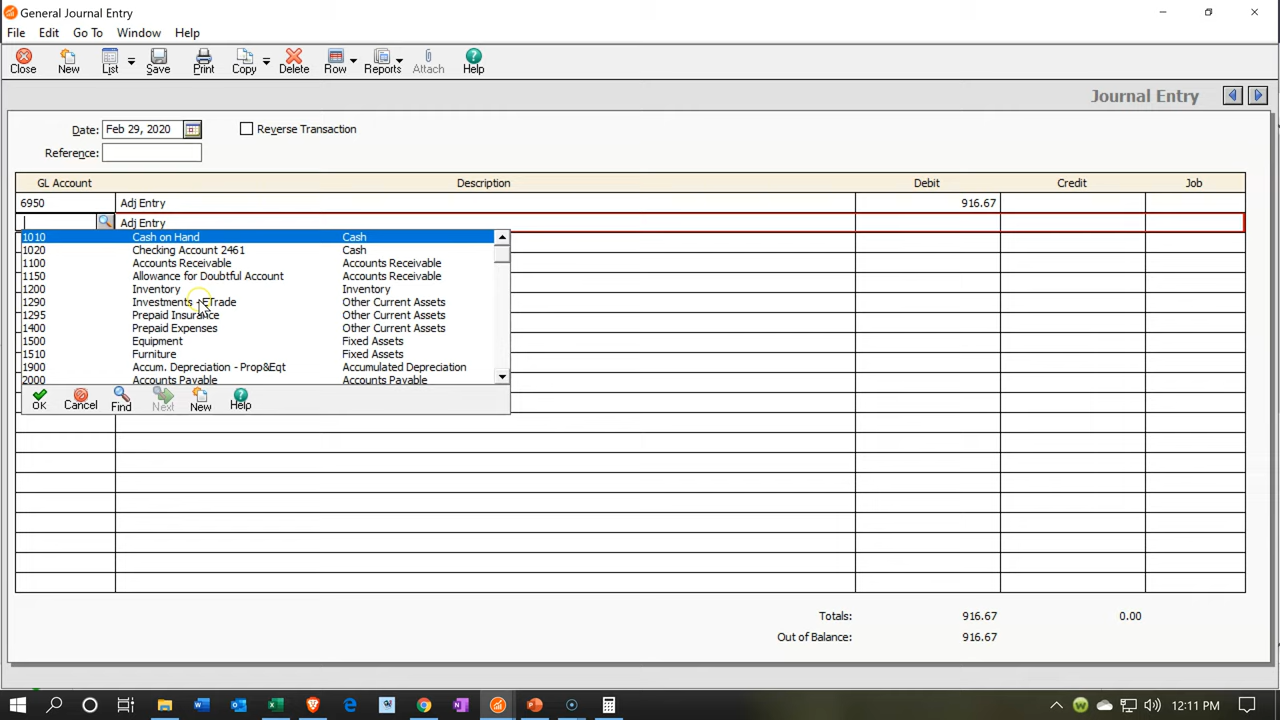 General Journal Entry
File Edit Go To Window Help
Close New List Save Print Copy Delete Row Reports Attach Help
Journal Entry
Date: Feb 29, 2020 Reverse Transaction
Reference:
GL Account Description Debit Credit Job
6950 Adj Entry 916.67
Adj Entry
1010 Cash on Hand Cash
1020 Checking Account 2461 Cash
1100 Accounts Receivable Accounts Receivable
1150 Allowance for Doubtful Account Accounts Receivable
1200 Inventory Inventory
1290 Investments - ETrade Other Current Assets
1295 Prepaid Insurance Other Current Assets
1400 Prepaid Expenses Other Current Assets
1500 Equipment Fixed Assets
1510 Furniture Fixed Assets
1900 Accum. Depreciation - Prop&Eqt Accumulated Depreciation
2000 Accounts Payable Accounts Payable
OK Cancel Find Next New Help
Totals: 916.67 0.00
Out of Balance: 916.67
12:11 PM